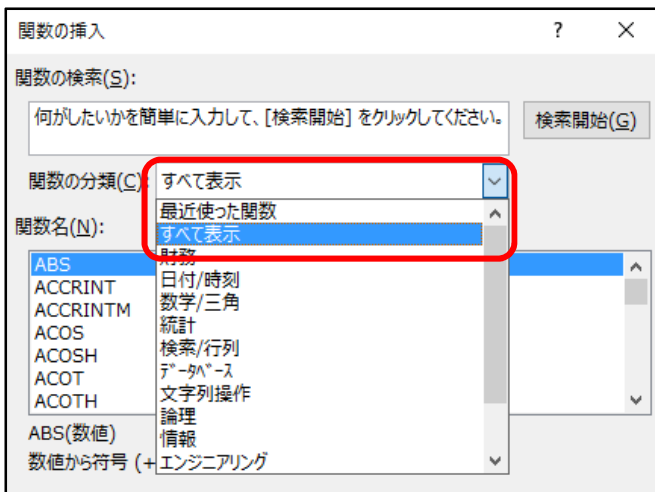 関数の挿入 ?
関数の検索(S):
何がしたいかを簡単に入力して、[検索開始] をクリックしてください。
検索開始(G)
関数の分類(C): すべて表示
最近使った関数
すべて表示
財務
日付/時刻
数学/三角
統計
検索/行列
ﾃﾞｰﾀﾍﾞｰｽ
文字列操作
論理
情報
エンジニアリング
関数名(N):
ABS
ACCRINT
ACCRINTM
ACOS
ACOSH
ACOT
ACOTH
ABS(数値)
数値から符号 (+